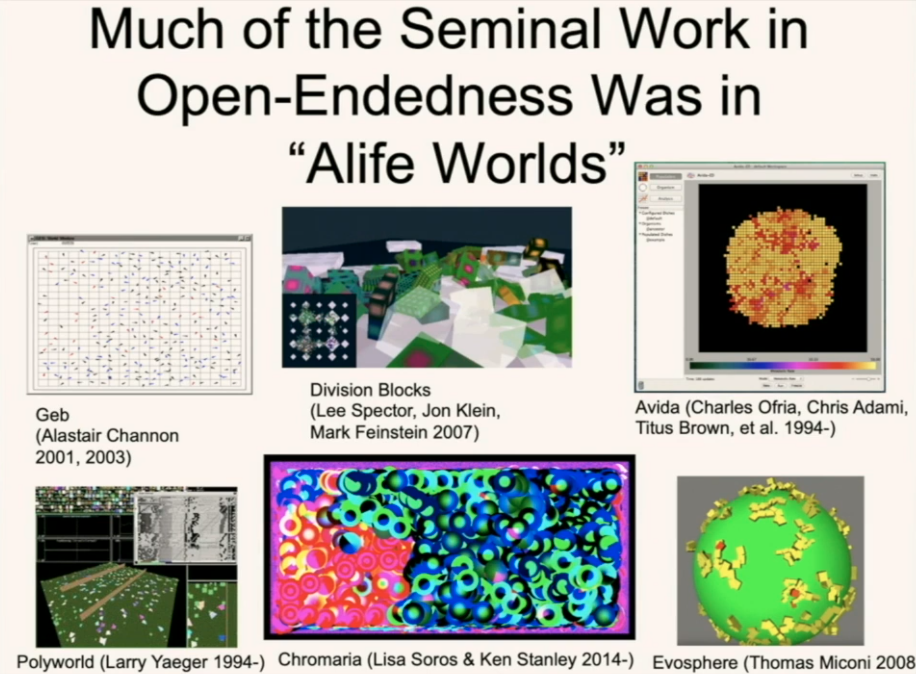 Much of the Seminal Work in
Open-Endedness Was in
“Alife Worlds”
Geb
(Alastair Channon
2001, 2003)
Division Blocks
(Lee Spector, Jon Klein,
Mark Feinstein 2007)
Avida (Charles Ofria, Chris Adami,
Titus Brown, et al. 1994-)
Polyworld (Larry Yaeger 1994-)
Chromaria (Lisa Soros & Ken Stanley 2014-)
Evosphere (Thomas Miconi 2008